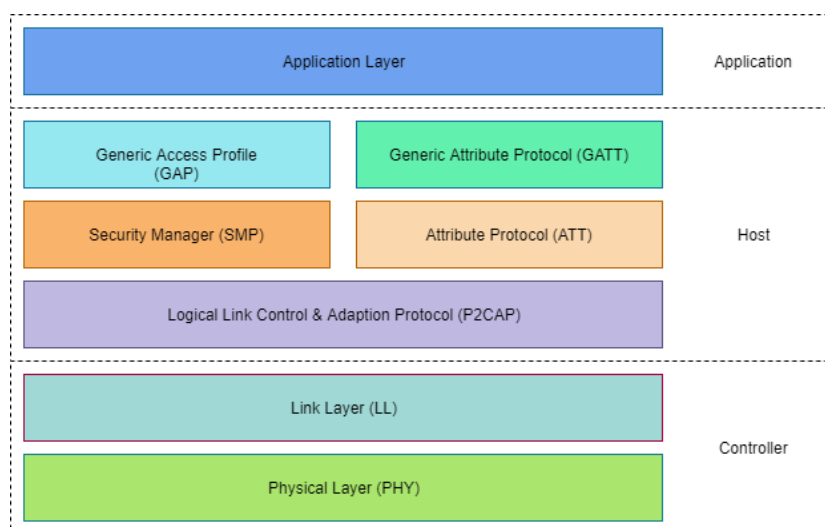 Application Layer
Application
Generic Access Profile
(GAP)
Generic Attribute Protocol (GATT)
Security Manager (SMP)
Attribute Protocol (ATT)
Host
Logical Link Control & Adaption Protocol (P2CAP)
Link Layer (LL)
Controller
Physical Layer (PHY)